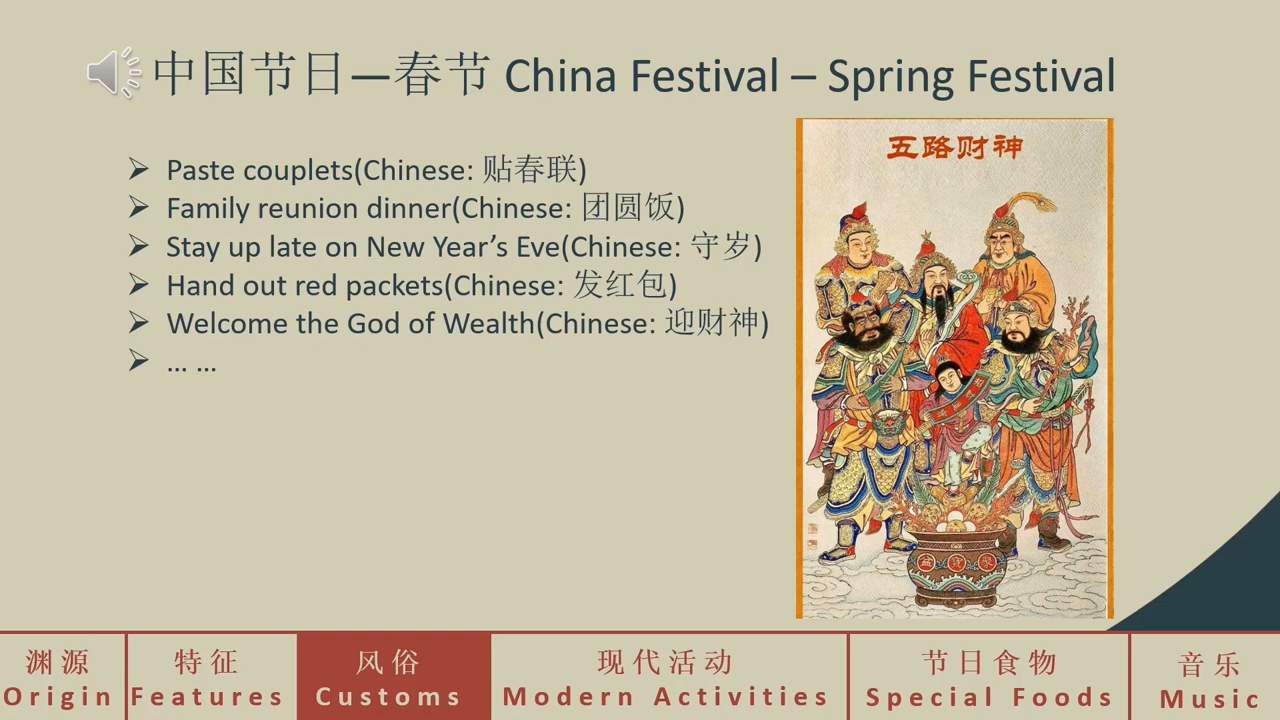 中国节日—春节 China Festival – Spring Festival
五路财神
➢ Paste couplets(Chinese: 贴春联)
➢ Family reunion dinner(Chinese: 团圆饭)
➢ Stay up late on New Year’s Eve(Chinese: 守岁)
➢ Hand out red packets(Chinese: 发红包)
➢ Welcome the God of Wealth(Chinese: 迎财神)
➢ … …
渊源
Origin
特征
Features
风俗
Customs
现代活动
Modern Activities
节日食物
Special Foods
音乐
Music